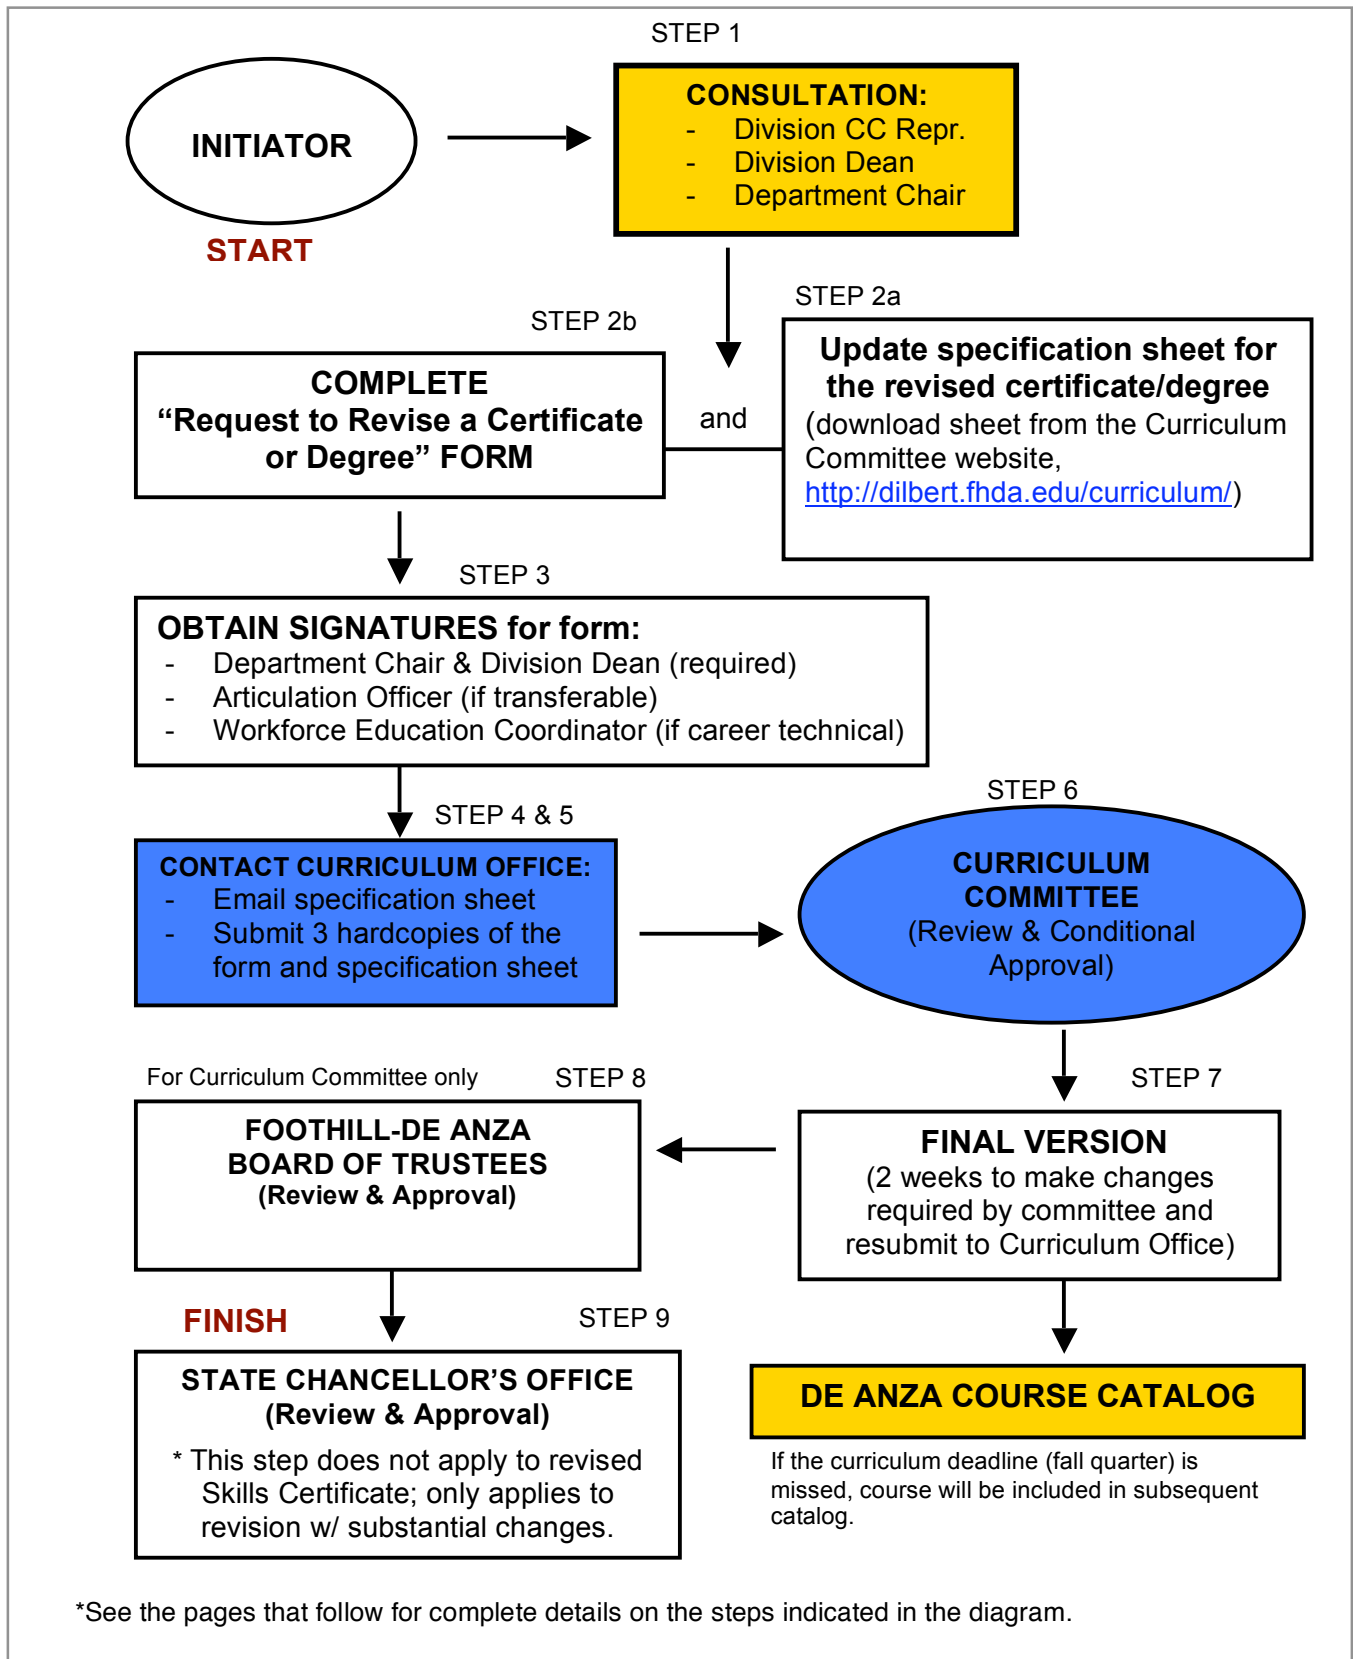 STEP 1
INITIATOR
START
CONSULTATION:
- Division CC Repr.
- Division Dean
- Department Chair
STEP 2a
Update specification sheet for
the revised certificate/degree
(download sheet from the Curriculum
Committee website,
http://dilbert.fhda.edu/curriculum/)
and
STEP 2b
COMPLETE
“Request to Revise a Certificate
or Degree” FORM
STEP 3
OBTAIN SIGNATURES for form:
- Department Chair & Division Dean (required)
- Articulation Officer (if transferable)
- Workforce Education Coordinator (if career technical)
STEP 4 & 5
CONTACT CURRICULUM OFFICE:
- Email specification sheet
- Submit 3 hardcopies of the
form and specification sheet
STEP 6
CURRICULUM
COMMITTEE
(Review & Conditional
Approval)
STEP 7
FINAL VERSION
(2 weeks to make changes
required by committee and
resubmit to Curriculum Office)
For Curriculum Committee only
STEP 8
FOOTHILL-DE ANZA
BOARD OF TRUSTEES
(Review & Approval)
FINISH
STEP 9
STATE CHANCELLOR’S OFFICE
(Review & Approval)
* This step does not apply to revised
Skills Certificate; only applies to
revision w/ substantial changes.
DE ANZA COURSE CATALOG
If the curriculum deadline (fall quarter) is
missed, course will be included in subsequent
catalog.
*See the pages that follow for complete details on the steps indicated in the diagram.